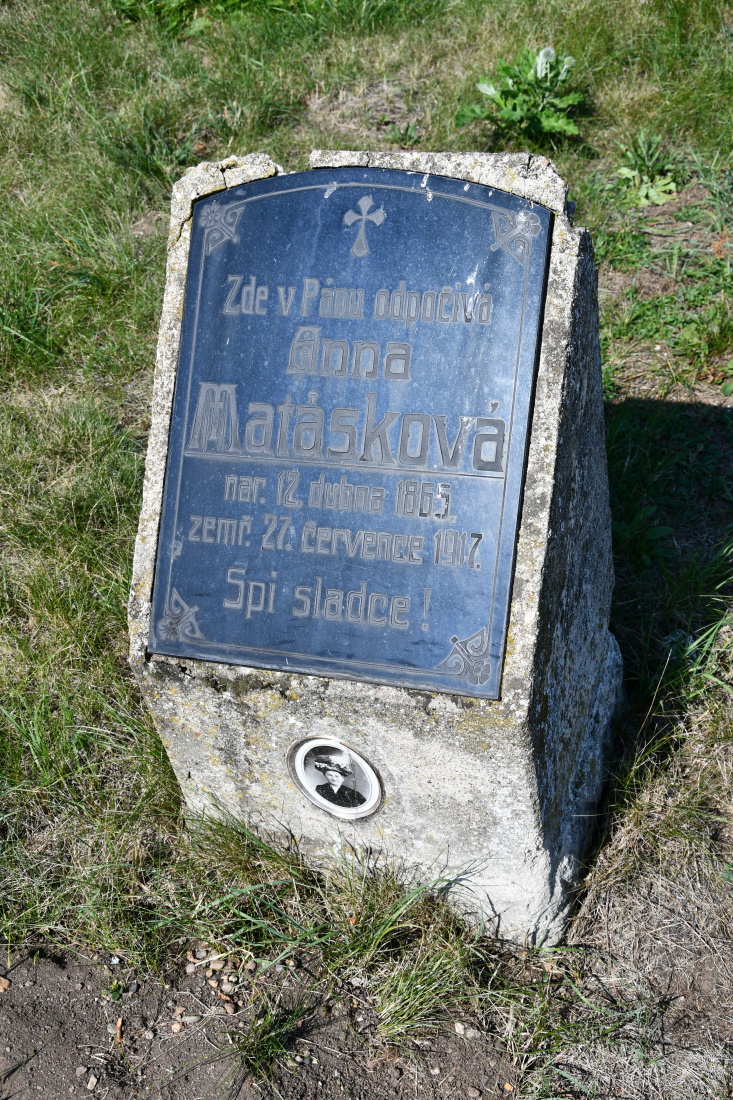 Zde v Pánu odpočívá
Anna
Matásková
nar. 12. dubna 1865.
zemř. 27. července 1917.
Spi sladce!